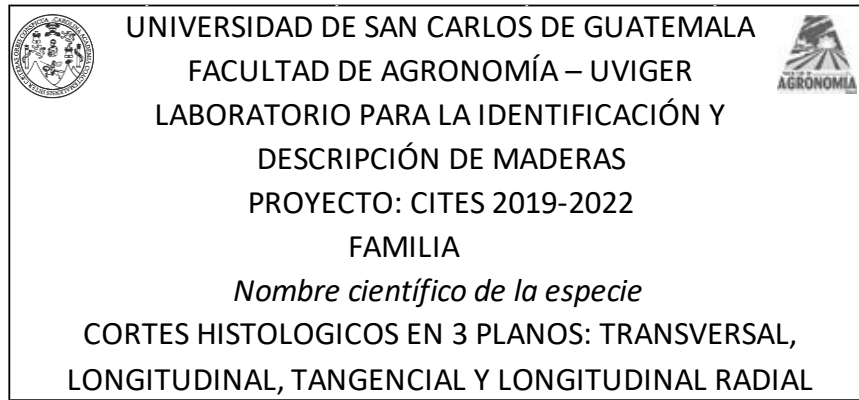 UNIVERSIDAD DE SAN CARLOS DE GUATEMALA
FACULTAD DE AGRONOMÍA – UVIGER
AGRONOMIA
LABORATORIO PARA LA IDENTIFICACIÓN Y
DESCRIPCIÓN DE MADERAS
PROYECTO: CITES 2019-2022
FAMILIA
Nombre científico de la especie
CORTES HISTOLOGICOS EN 3 PLANOS: TRANSVERSAL,
LONGITUDINAL, TANGENCIAL Y LONGITUDINAL RADIAL